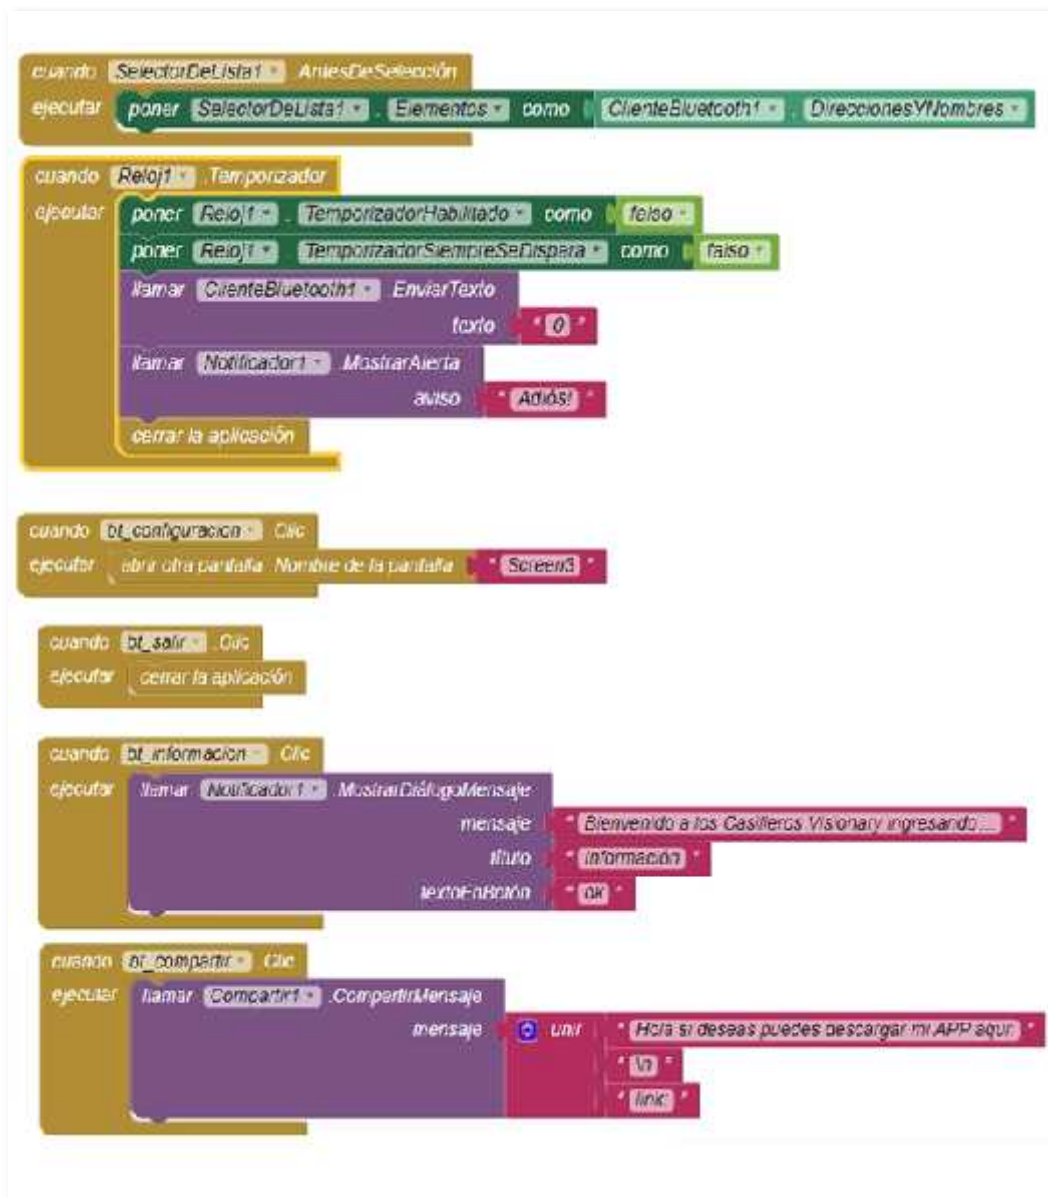 cuando SelectorDeLista1 . AntesDeSelección
ejecutar poner SelectorDeLista1 . Elementos como ClienteBluetooth1 . DireccionesYNombres
cuando Reloj1 .Temporizador
ejecutar poner Reloj1 . TemporizadorHabilitado como falso
poner Reloj1 . TemporizadorSiempreSeDispara como falso
llamar ClienteBluetooth1 .EnviarTexto
texto " 0 "
llamar Notificador1 .MostrarAlerta
aviso " Adiós! "
cerrar la aplicación
cuando bt_configuracion .Clic
ejecutar abrir otra pantalla Nombre de la pantalla " Screen3 "
cuando bt_salir .Clic
ejecutar cerrar la aplicación
cuando bt_informacion .Clic
ejecutar llamar Notificador1 .MostrarDiálogoMensaje
mensaje " Bienvenido a los Casilleros Visionary ingresando.... "
título " Información "
textoEnBotón " OK "
cuando bt_compartir .Clic
ejecutar llamar Compartir1 .CompartirMensaje
mensaje unir " Hola si deseas puedes descargar mi APP aquí: "
" \n "
" link: "